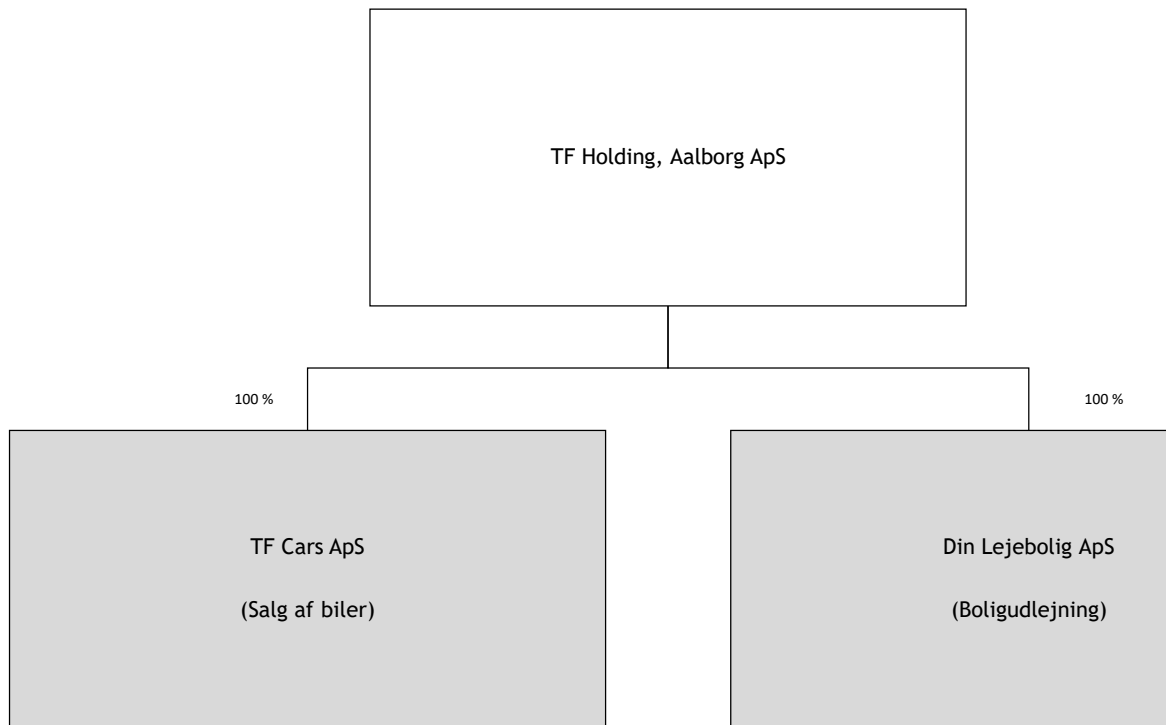 TF Holding, Aalborg ApS
100 %
100 %
TF Cars ApS
(Salg af biler)
Din Lejebolig ApS
(Boligudlejning)